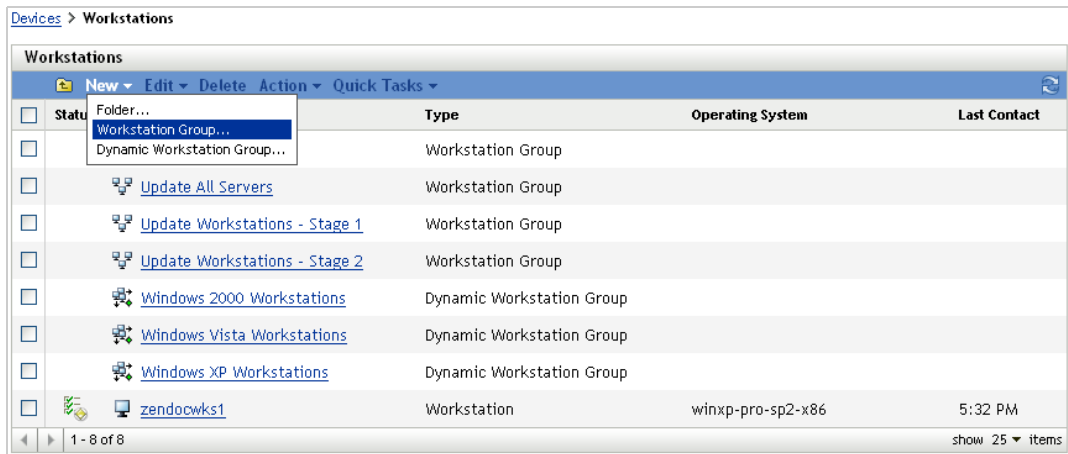 Devices > Workstations
Workstations
New Edit Delete Action Quick Tasks
Folder...
Workstation Group...
Dynamic Workstation Group...
Statu Type Operating System Last Contact
Workstation Group
Update All Servers Workstation Group
Update Workstations - Stage 1 Workstation Group
Update Workstations - Stage 2 Workstation Group
Windows 2000 Workstations Dynamic Workstation Group
Windows Vista Workstations Dynamic Workstation Group
Windows XP Workstations Dynamic Workstation Group
zendocwks1 Workstation winxp-pro-sp2-x86 5:32 PM
1 - 8 of 8 show 25 items